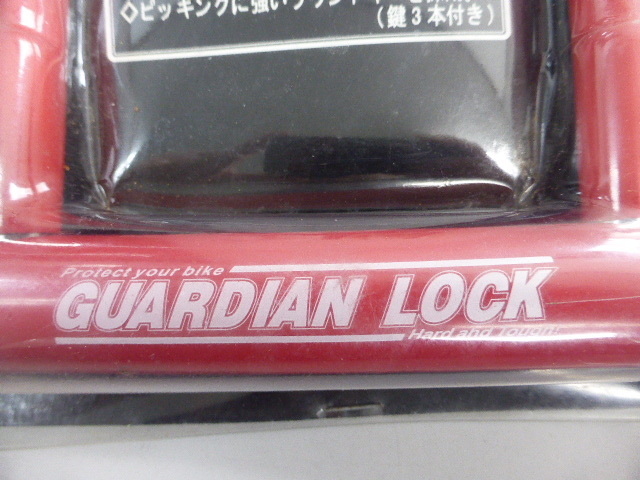 ◇ピッキングに強い
(鍵3本付き)
Protect your bike
GUARDIAN LOCK
Hard and Tough!